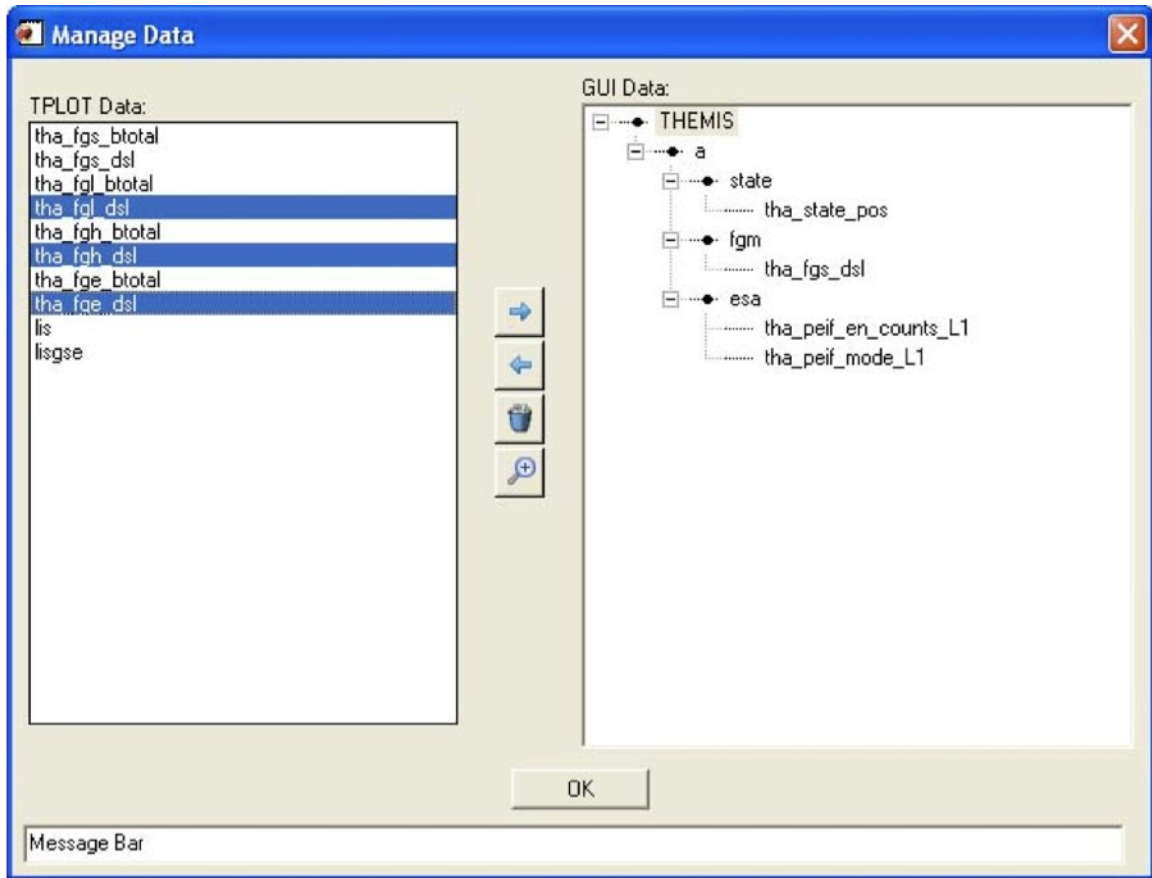 Manage Data
TPLOT Data:
tha_fgs_btotal
tha_fgs_dsl
tha_fgl_btotal
tha_fgl_dsl
tha_fgh_btotal
tha_fgh_dsl
tha_fge_btotal
tha_fge_dsl
lis
lisgse
GUI Data:
THEMIS
a
state
tha_state_pos
fgm
tha_fgs_dsl
esa
tha_peif_en_counts_L1
tha_peif_mode_L1
OK
Message Bar